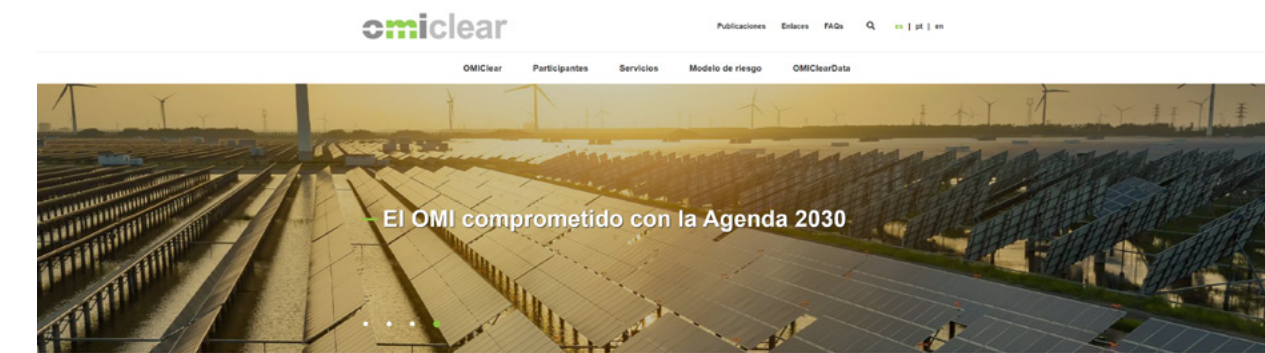 omiclear
Publicaciones Enlaces FAQs es | pt | en
OMIClear Participantes Servicios Modelo de riesgo OMIClearData
– El OMI comprometido con la Agenda 2030